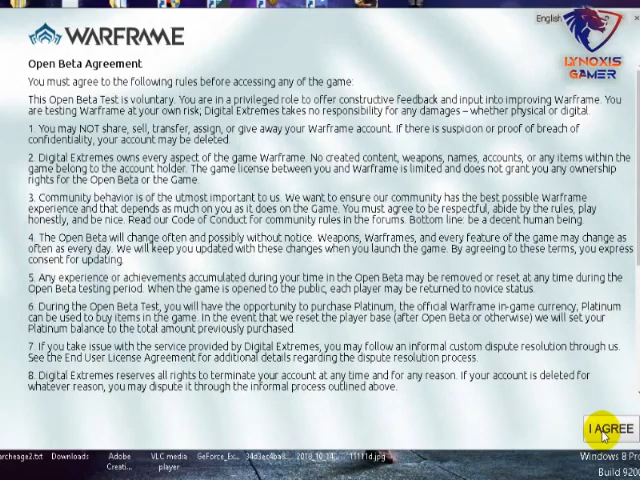 English
WARFRAME
LYNOXIS
GAMER
Open Beta Agreement
You must agree to the following rules before accessing any of the game:
This Open Beta Test is voluntary. You are in a privileged role to offer constructive feedback and input into improving Warframe. You
are testing Warframe at your own risk; Digital Extremes takes no responsibility for any damages – whether physical or digital.
1. You may NOT share, sell, transfer, assign, or give away your Warframe account. If there is suspicion or proof of breach of
confidentiality, your account may be deleted.
2. Digital Extremes owns every aspect of the game Warframe. No created content, weapons, names, accounts, or any items within the
game belong to the account holder. The game license between you and Warframe is limited and does not grant you any ownership
rights for the Open Beta or the Game.
3. Community behavior is of the utmost important to us. We want to ensure our community has the best possible Warframe
experience and that depends as much on you as it does on the Game. You must agree to be respectful, abide by the rules, play
honestly, and be nice. Read our Code of Conduct for community rules in the forums. Bottom line: be a decent human being.
4. The Open Beta will change often and possibly without notice. Weapons, Warframes, and every feature of the game may change as
often as every day. We will keep you updated with these changes when you launch the game. By agreeing to these terms, you express
consent for updating.
5. Any experience or achievements accumulated during your time in the Open Beta may be removed or reset at any time during the
Open Beta testing period. When the game is opened to the public, each player may be returned to novice status.
6. During the Open Beta Test, you will have the opportunity to purchase Platinum, the official Warframe in-game currency, Platinum
can be used to buy items in the game. In the event that we reset the player base (after Open Beta or otherwise) we will set your
Platinum balance to the total amount previously purchased.
7. If you take issue with the service provided by Digital Extremes, you may follow an informal custom dispute resolution through us.
See the End User License Agreement for additional details regarding the dispute resolution process.
8. Digital Extremes reserves all rights to terminate your account at any time and for any reason. If your account is deleted for
whatever reason, you may dispute it through the informal process outlined above.
I AGREE
archeage2.txt Downloads Adobe VLC media GeForce_Ex... 34d3ec4ba8... 2018_10_14... 11111d.jpg Windows 8 Pro
Creati... player Build 9200